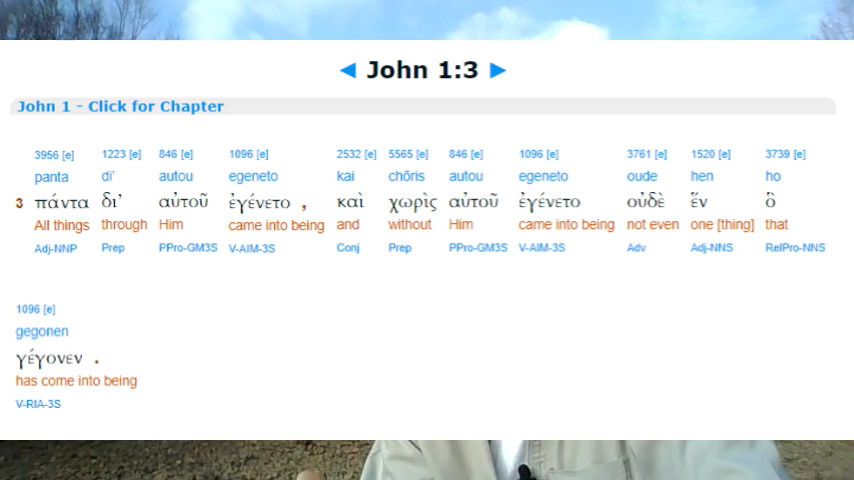 ◄ John 1:3 ►
John 1 - Click for Chapter
3956 [e] 1223 [e] 846 [e] 1096 [e] 2532 [e] 5565 [e] 846 [e] 1096 [e] 3761 [e] 1520 [e] 3739 [e]
panta di' autou egeneto kai chōris autou egeneto oude hen ho
3 πάντα δι’ αὐτοῦ ἐγένετο , καὶ χωρὶς αὐτοῦ ἐγένετο οὐδὲ ἕν ὃ
All things through Him came into being and without Him came into being not even one [thing] that
Adj-NNP Prep PPro-GM3S V-AIM-3S Conj Prep PPro-GM3S V-AIM-3S Adv Adj-NNS RelPro-NNS
1096 [e]
gegonen
γέγονεν .
has come into being
V-RIA-3S